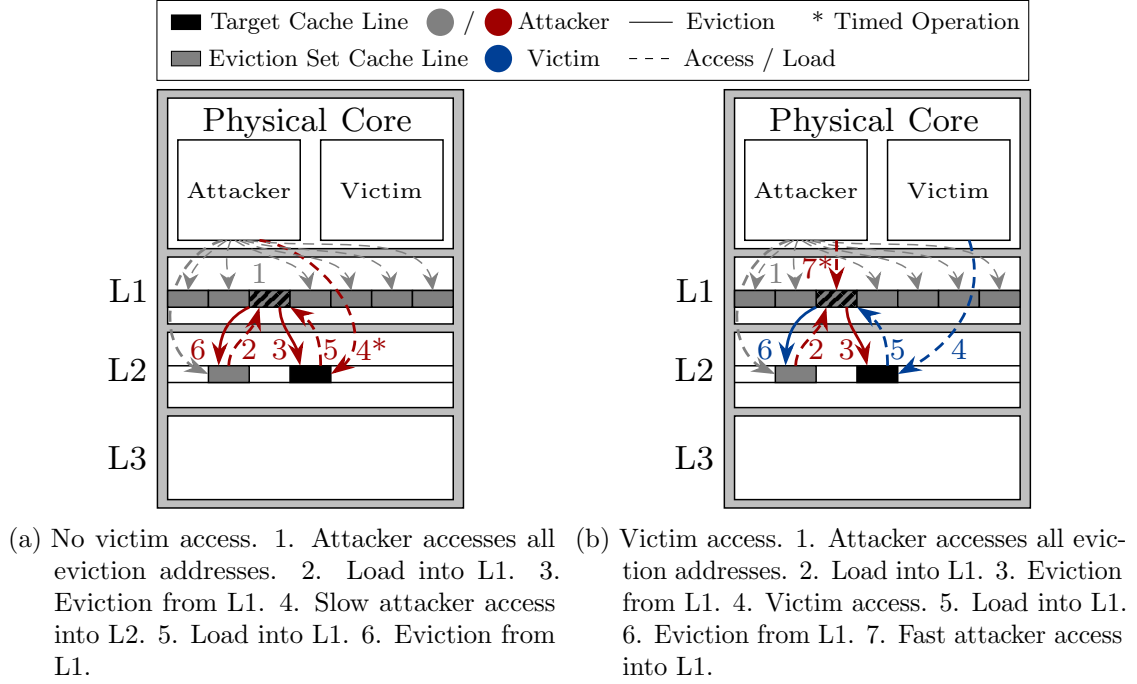 Target Cache Line / Attacker Eviction * Timed Operation
Eviction Set Cache Line Victim Access / Load
Physical Core
Attacker Victim
1
L1
6 2 3 5 4*
L2
L3
Physical Core
Attacker Victim
1 7*
L1
6 2 3 5 4
L2
L3
(a) No victim access. 1. Attacker accesses all
eviction addresses. 2. Load into L1. 3.
Eviction from L1. 4. Slow attacker access
into L2. 5. Load into L1. 6. Eviction from
L1.
(b) Victim access. 1. Attacker accesses all evic-
tion addresses. 2. Load into L1. 3. Eviction
from L1. 4. Victim access. 5. Load into L1.
6. Eviction from L1. 7. Fast attacker access
into L1.